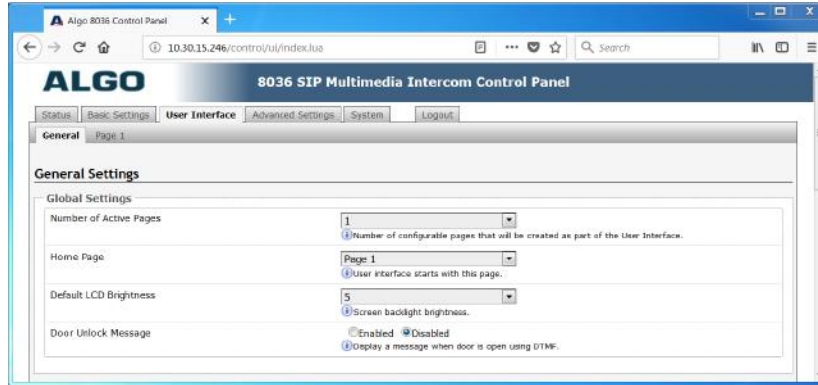 Algo 8036 Control Panel
10.30.15.246/control/ui/index.lua
Search
ALGO
8036 SIP Multimedia Intercom Control Panel
Status Basic Settings User Interface Advanced Settings System Logout
General Page 1
General Settings
Global Settings
Number of Active Pages
1
Number of configurable pages that will be created as part of the User Interface.
Home Page
Page 1
User interface starts with this page.
Default LCD Brightness
5
Screen backlight brightness.
Door Unlock Message
Enabled Disabled
Display a message when door is open using DTMF.